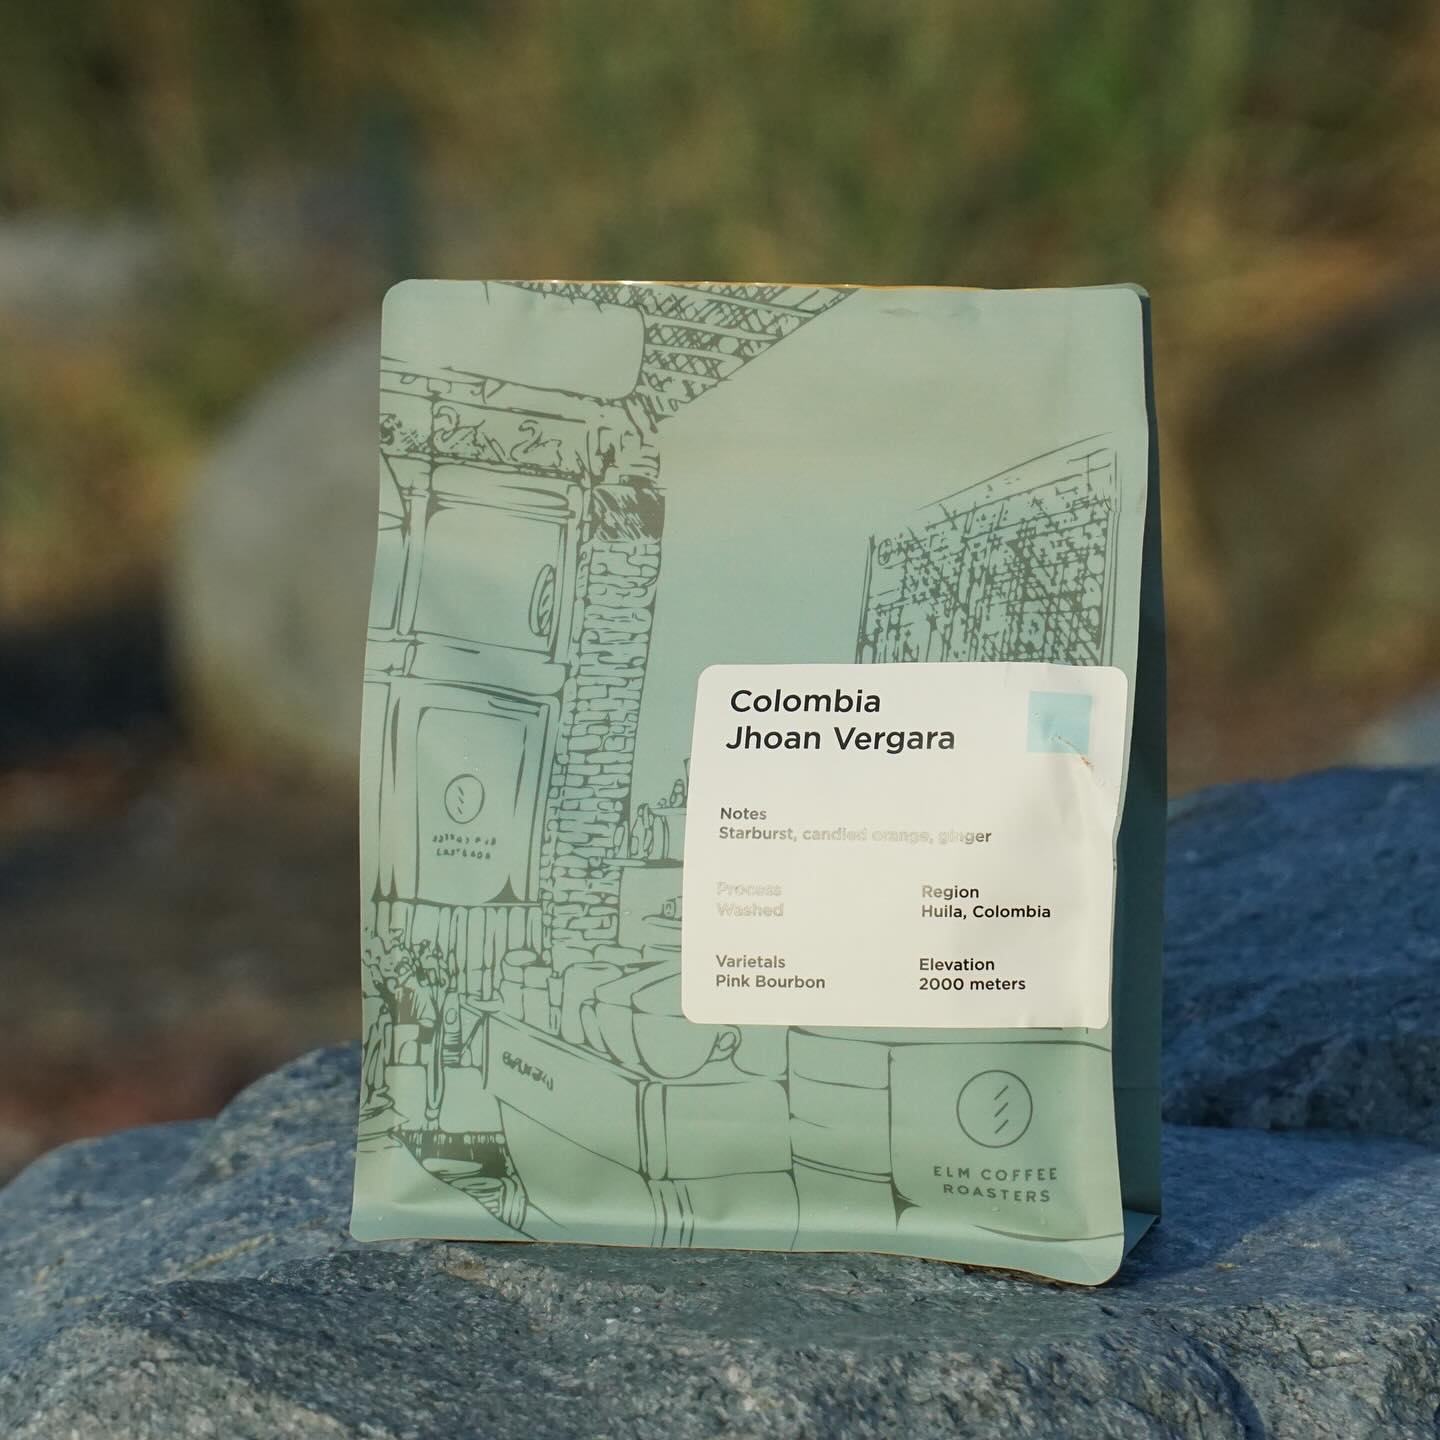 Colombia
Jhoan Vergara
Notes
Starburst, candied orange, ginger
Process
Washed
Region
Huila, Colombia
Varietals
Pink Bourbon
Elevation
2000 meters
ELM COFFEE
ROASTERS